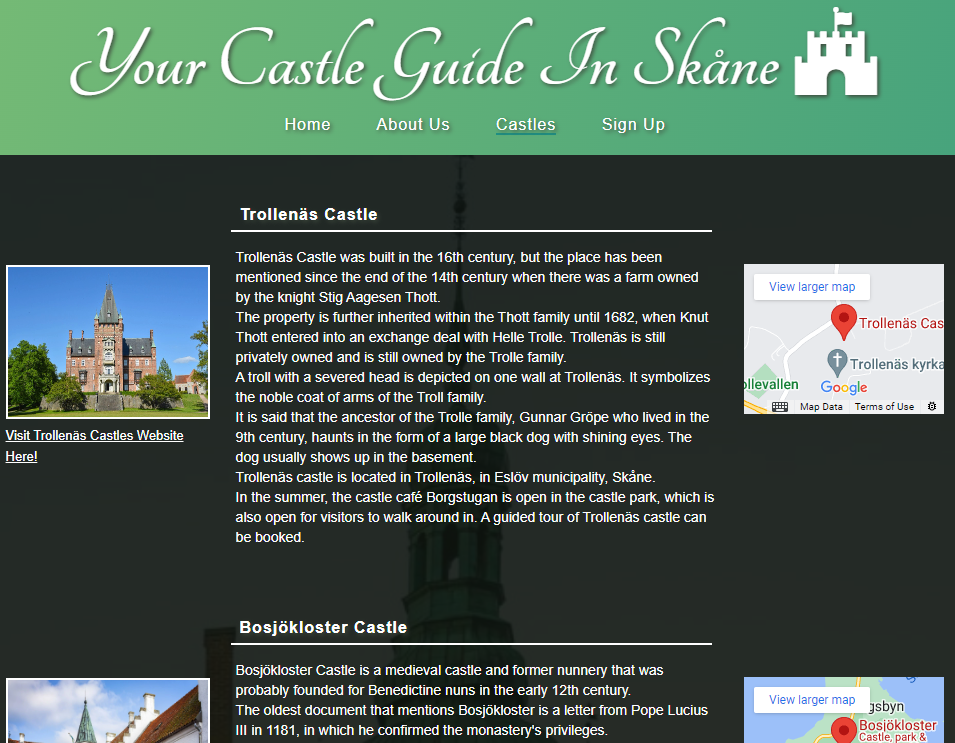 Your Castle Guide In Skåne
Home About Us Castles Sign Up
Trollenäs Castle
Trollenäs Castle was built in the 16th century, but the place has been
mentioned since the end of the 14th century when there was a farm owned
by the knight Stig Aagesen Thott.
The property is further inherited within the Thott family until 1682, when Knut
Thott entered into an exchange deal with Helle Trolle. Trollenäs is still
privately owned and is still owned by the Trolle family.
A troll with a severed head is depicted on one wall at Trollenäs. It symbolizes
the noble coat of arms of the Troll family.
It is said that the ancestor of the Trolle family, Gunnar Gröpe who lived in the
9th century, haunts in the form of a large black dog with shining eyes. The
dog usually shows up in the basement.
Trollenäs castle is located in Trollenäs, in Eslöv municipality, Skåne.
In the summer, the castle café Borgstugan is open in the castle park, which is
also open for visitors to walk around in. A guided tour of Trollenäs castle can
be booked.
Visit Trollenäs Castles Website
Here!
View larger map
Trollenäs Cas
Trollenäs kyrka
ollevallen
Google
Map Data Terms of Use
Bosjökloster Castle
Bosjökloster Castle is a medieval castle and former nunnery that was
probably founded for Benedictine nuns in the early 12th century.
The oldest document that mentions Bosjökloster is a letter from Pope Lucius
III in 1181, in which he confirmed the monastery's privileges.
View larger map
gsbyn
Bosjökloster
Castle, park &